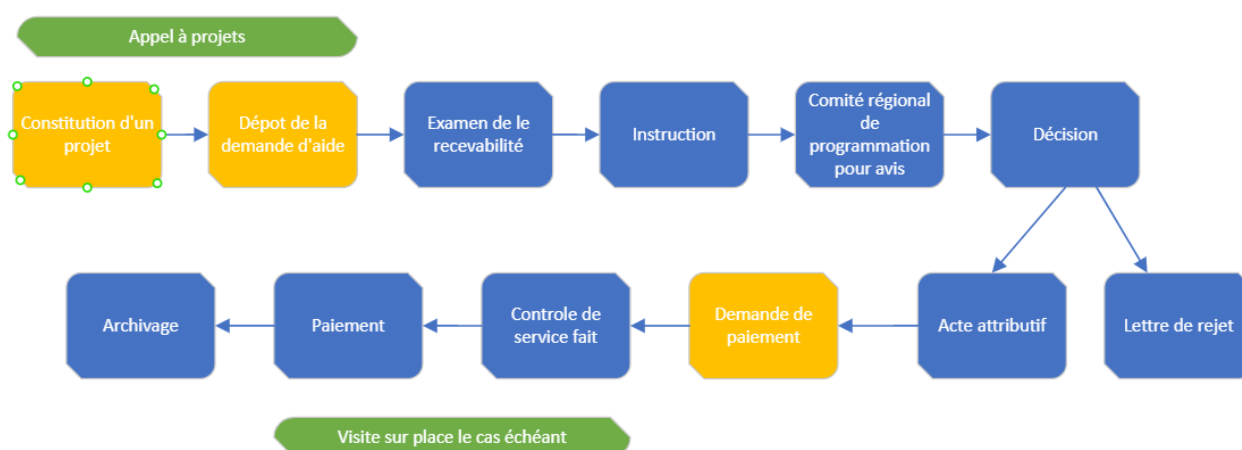 Appel à projets
Constitution d'un
projet
Dépot de la
demande d'aide
Examen de le
recevabilité
Instruction
Comité régional
de
programmation
pour avis
Décision
Archivage
Paiement
Controle de
service fait
Demande de
paiement
Acte attributif
Lettre de rejet
Visite sur place le cas échéant